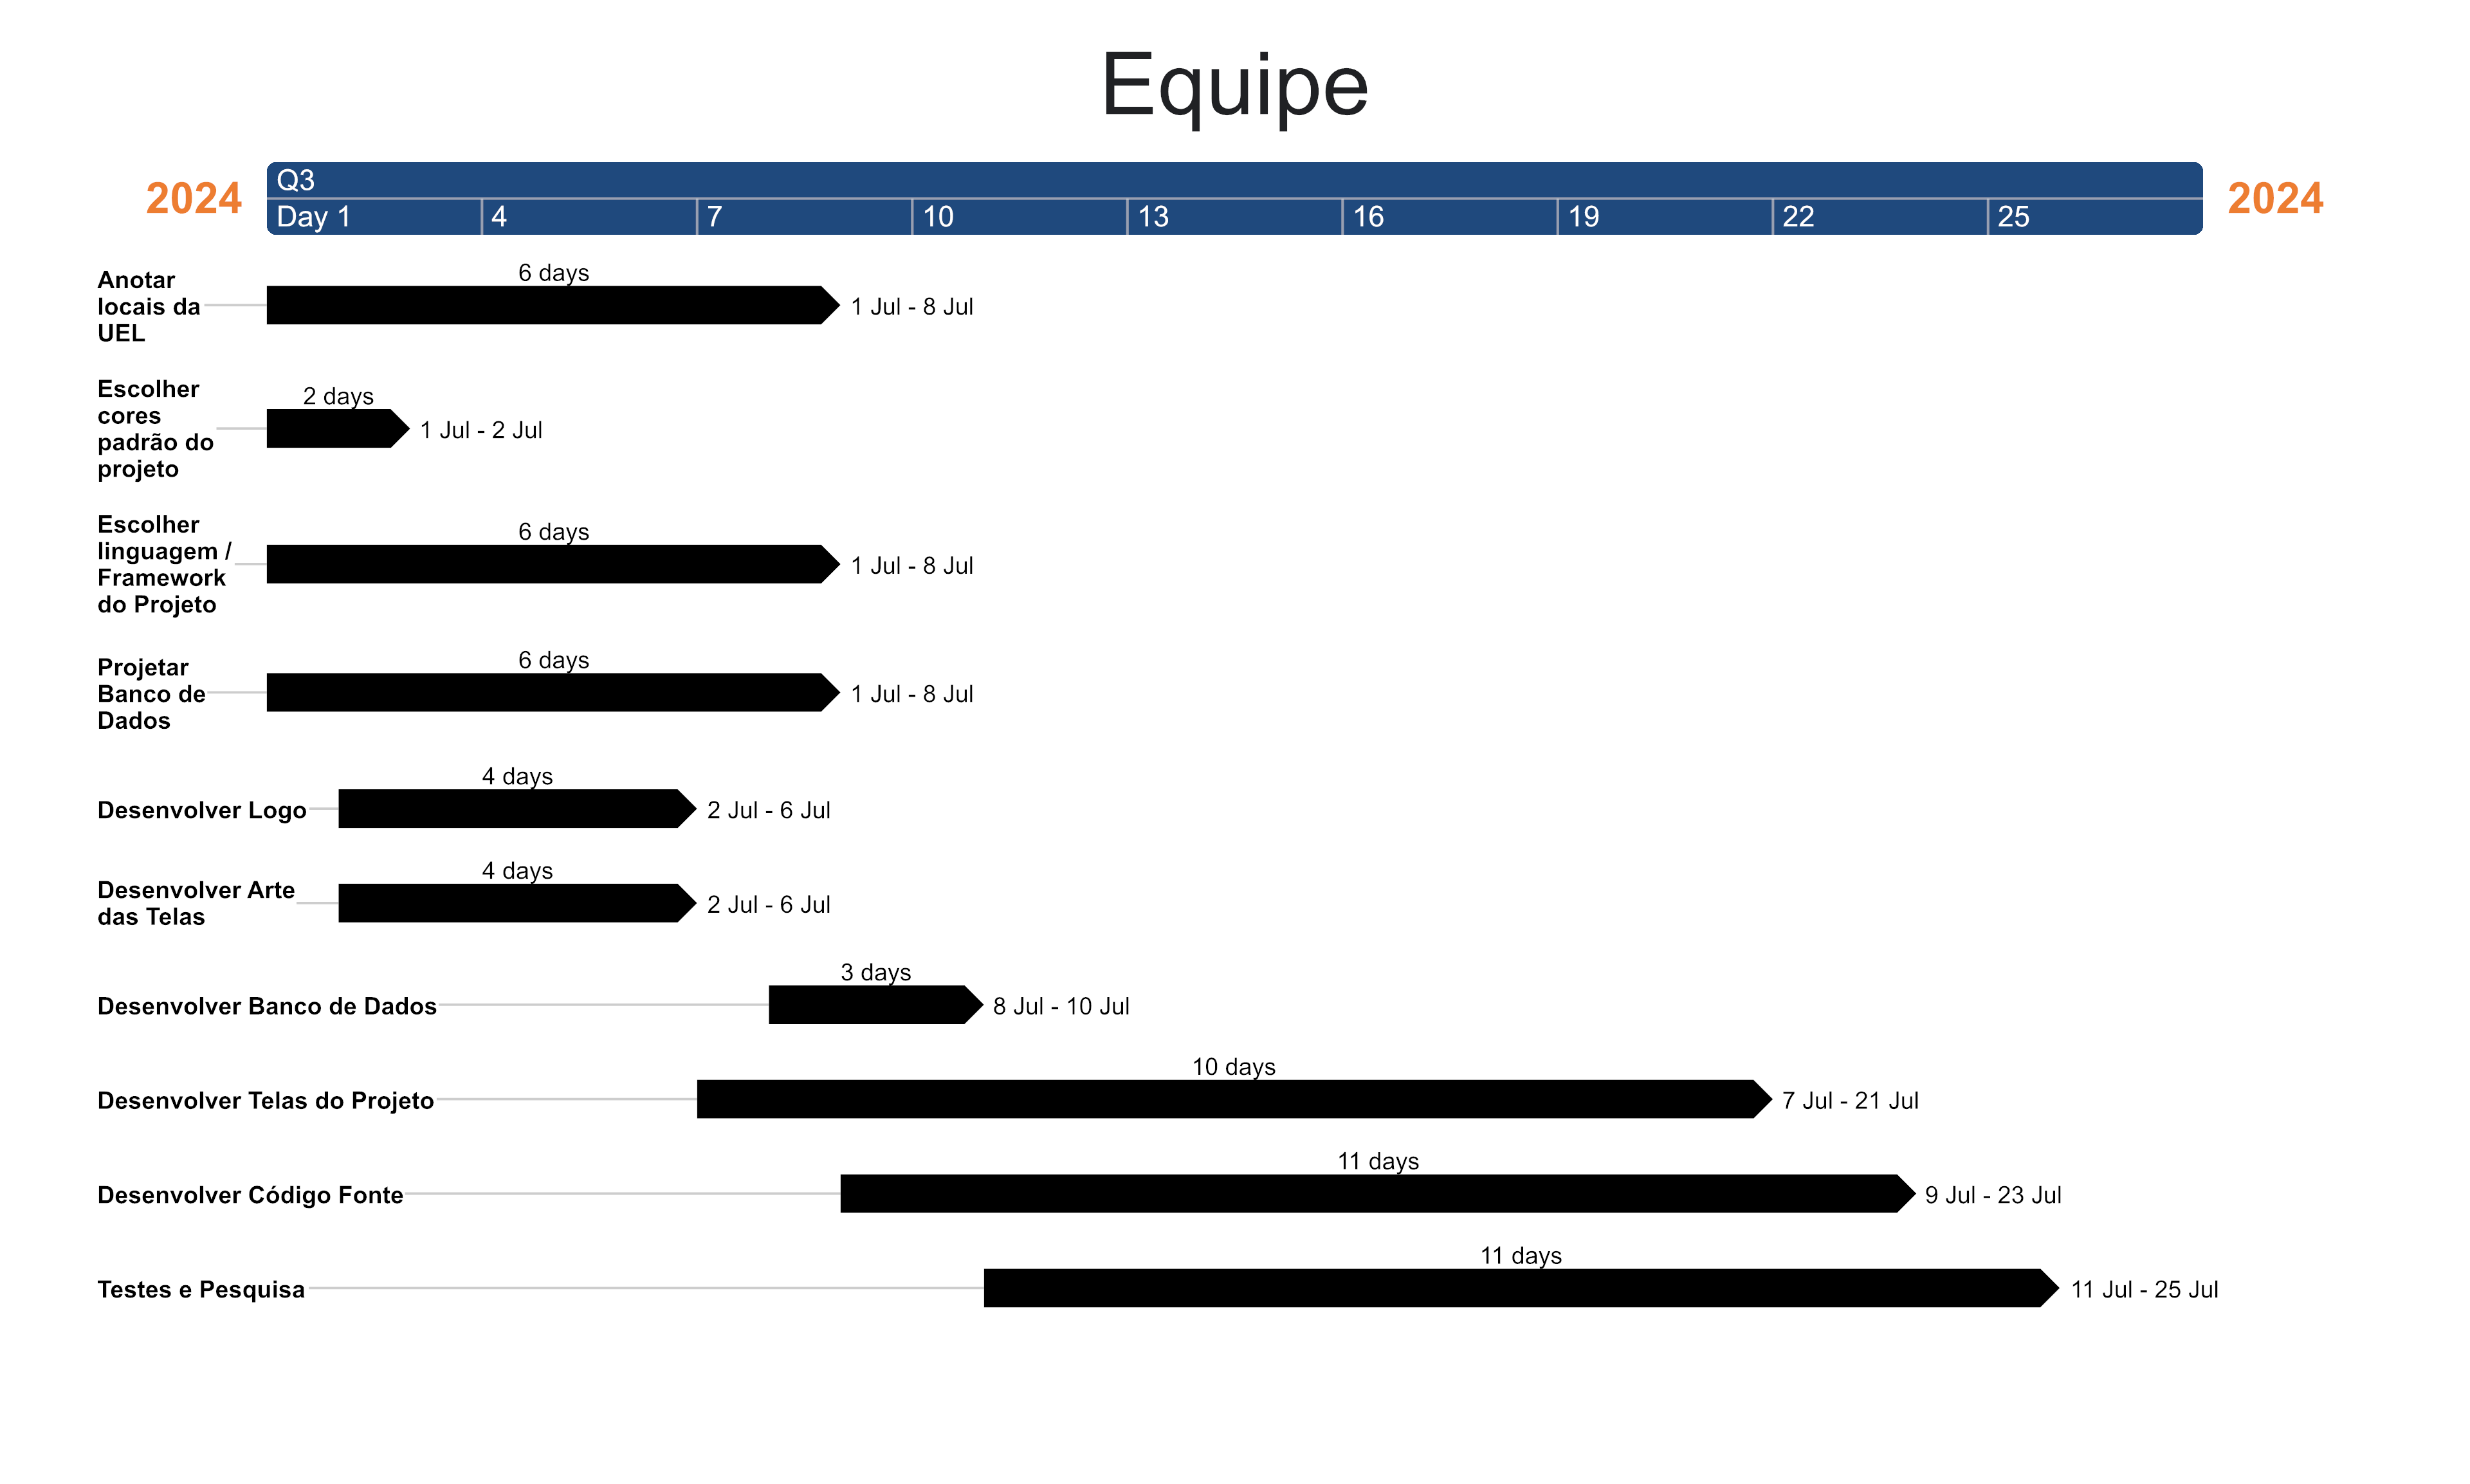 Equipe
2024
Q3
2024
Day 1
4
7
10
13
16
19
22
25
Anotar
locais da
UEL
6 days
1 Jul - 8 Jul
Escolher
cores
padrão do
projeto
2 days
1 Jul - 2 Jul
Escolher
linguagem /
Framework
do Projeto
6 days
1 Jul - 8 Jul
Projetar
Banco de
Dados
6 days
1 Jul - 8 Jul
Desenvolver Logo
4 days
2 Jul - 6 Jul
Desenvolver Arte
das Telas
4 days
2 Jul - 6 Jul
Desenvolver Banco de Dados
3 days
8 Jul - 10 Jul
Desenvolver Telas do Projeto
10 days
7 Jul - 21 Jul
Desenvolver Código Fonte
11 days
9 Jul - 23 Jul
Testes e Pesquisa
11 days
11 Jul - 25 Jul